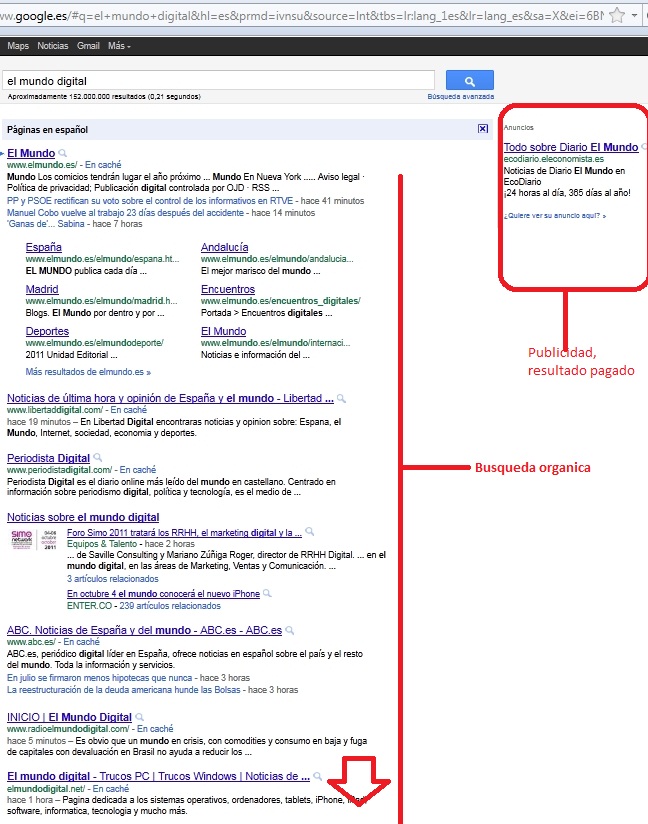 ww.google.es/#q=el+mundo+digital&hl=es&prmd=ivnsu&source=lnt&tbs=lr:lang_1es&lr=lang_es&sa=X&ei=6BN
Maps Noticias Gmail Más
el mundo digital
Aproximadamente 152.000.000 resultados (0,21 segundos) Búsqueda avanzada
Páginas en español
El Mundo
www.elmundo.es/ - En caché
Mundo Los comicios tendrán lugar el año próximo ... Mundo En Nueva York ..... Aviso legal ·
Política de privacidad; Publicación digital controlada por OJD · RSS ...
PP y PSOE rectifican su voto sobre el control de los informativos en RTVE - hace 41 minutos
Manuel Cobo vuelve al trabajo 23 días después del accidente - hace 14 minutos
'Ganas de'... Sabina - hace 7 horas
España
www.elmundo.es/elmundo/espana.ht...
EL MUNDO publica cada día ...
Andalucía
www.elmundo.es/elmundo/andalucia...
El mejor marisco del mundo ...
Madrid
www.elmundo.es/elmundo/madrid.h...
Blogs. El Mundo por dentro y por ...
Encuentros
www.elmundo.es/encuentros_digitales/
Portada > Encuentros digitales ...
Deportes
www.elmundo.es/elmundodeporte/
2011 Unidad Editorial ...
El Mundo
www.elmundo.es/elmundo/internaci...
Noticias e información del ...
Más resultados de elmundo.es »
Noticias de última hora y opinión de España y el mundo - Libertad ...
www.libertaddigital.com/ - En caché
hace 19 minutos – En Libertad Digital encontraras noticias y opinion sobre: Espana, el
Mundo, Internet, sociedad, economia y deportes.
Periodista Digital
www.periodistadigital.com/ - En caché
Periodista Digital es el diario online más leído del mundo en castellano. Centrado en
información sobre periodismo digital, política y tecnología, es el medio de ...
Noticias sobre el mundo digital
simo
network
04-06
octubre
october
2011
Foro Simo 2011 tratará los RRHH, el marketing digital y la ...
Equipos & Talento - hace 2 horas
... de Saville Consulting y Mariano Zúñiga Roger, director de RRHH Digital. ... en el
mundo digital, en las áreas de Marketing, Ventas y Comunicación. ...
3 artículos relacionados
En octubre 4 el mundo conocerá el nuevo iPhone
ENTER.CO - 239 artículos relacionados
ABC. Noticias de España y del mundo - ABC.es - ABC.es
www.abc.es/ - En caché
ABC.es, periódico digital líder en España, ofrece noticias en español sobre el país y el resto
del mundo. Toda la información y servicios.
En julio se firmaron menos hipotecas que nunca - hace 3 horas
La reestructuración de la deuda americana hunde las Bolsas - hace 3 horas
INICIO | El Mundo Digital
www.radioelmundodigital.com/ - En caché
hace 5 minutos – Es obvio que un mundo en crisis, con comodities y consumo en baja y fuga
de capitales con devaluación en Brasil no ayuda a reducir los ...
El mundo digital - Trucos PC | Trucos Windows | Noticias de ...
elmundodigital.net/ - En caché
hace 1 hora – Pagina dedicada a los sistemas operativos, ordenadores, tablets, iPhone,
software, informatica, tecnologia y mucho más.
Anuncios
Todo sobre Diario El Mundo
ecodiario.eleconomista.es
Noticias de Diario El Mundo en
EcoDiario
¡24 horas al día, 365 días al año!
¿Quiere ver su anuncio aquí? »
Publicidad,
resultado pagado
Busqueda organica